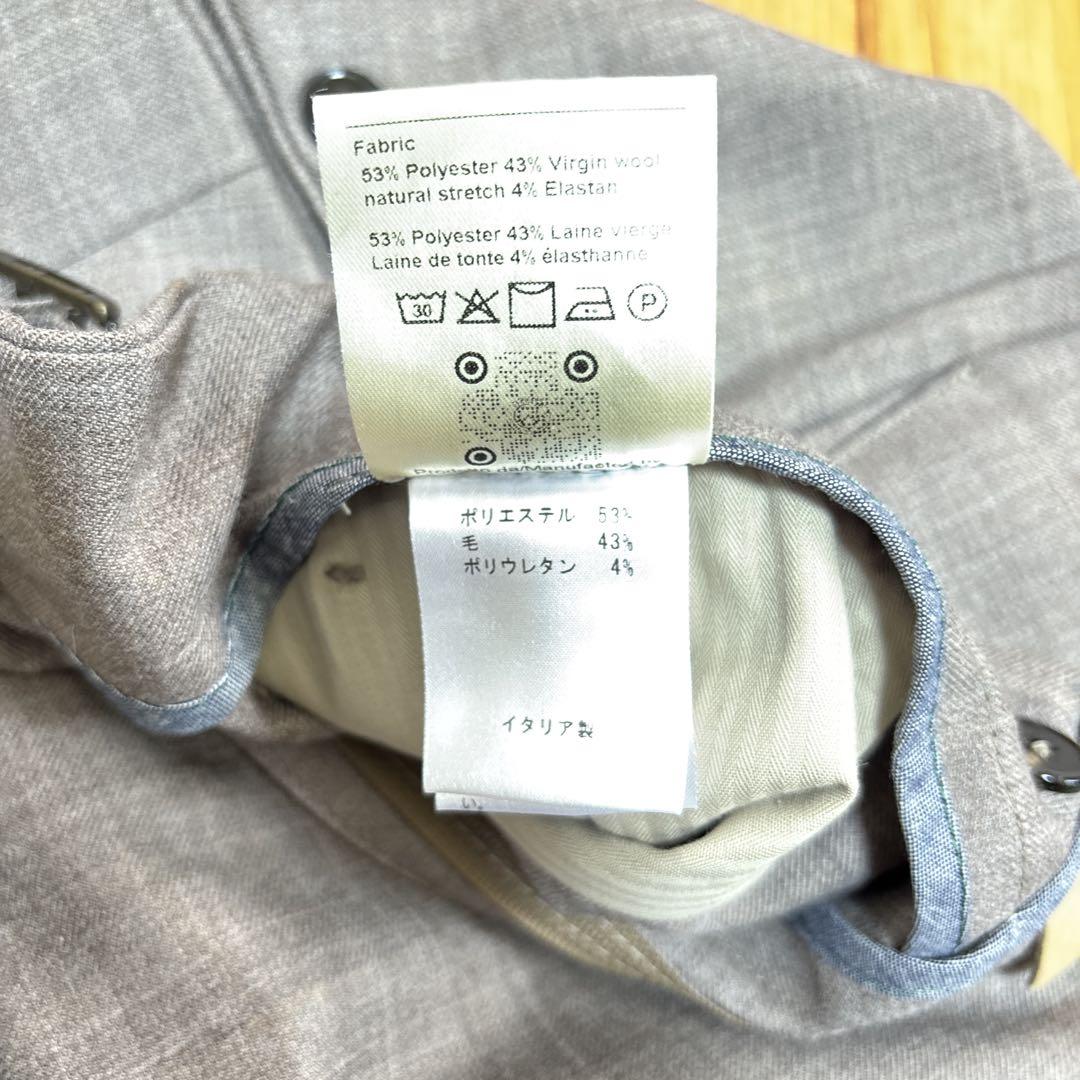 Fabric
53% Polyester 43% Virgin wool
natural stretch 4% Elastan
53% Polyester 43% Laine vierge
Laine de tonte 4% élasthanne
30
P
ポリエステル 53%
毛 43%
ポリウレタン 4%
イタリア製
い。